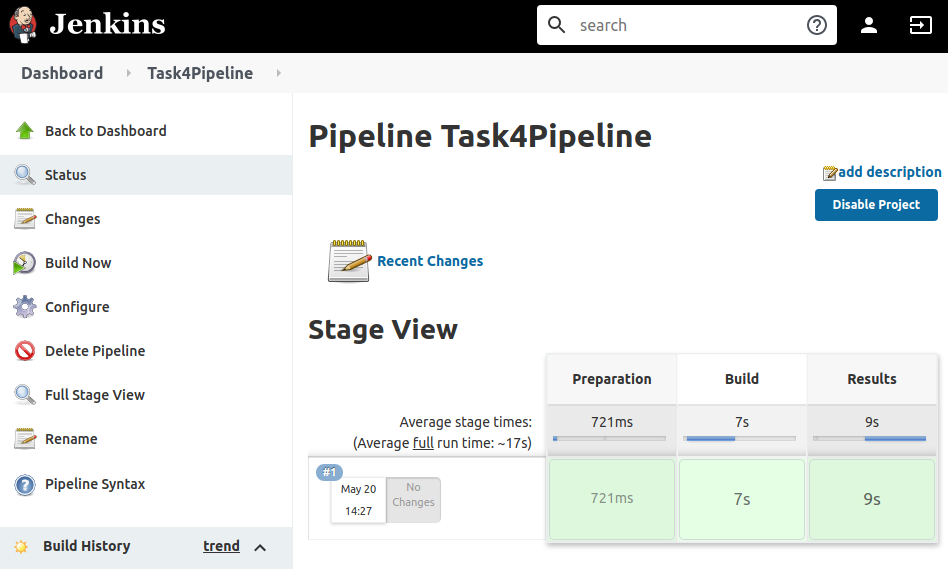 Jenkins
search
Dashboard
Task4Pipeline
Back to Dashboard
Status
Changes
Build Now
Configure
Delete Pipeline
Full Stage View
Rename
Pipeline Syntax
Build History trend
Pipeline Task4Pipeline
add description
Disable Project
Recent Changes
Stage View
Preparation Build Results
Average stage times: 721ms 7s 9s
(Average full run time: ~17s)
#1
May 20
14:27
No
Changes
721ms 7s 9s